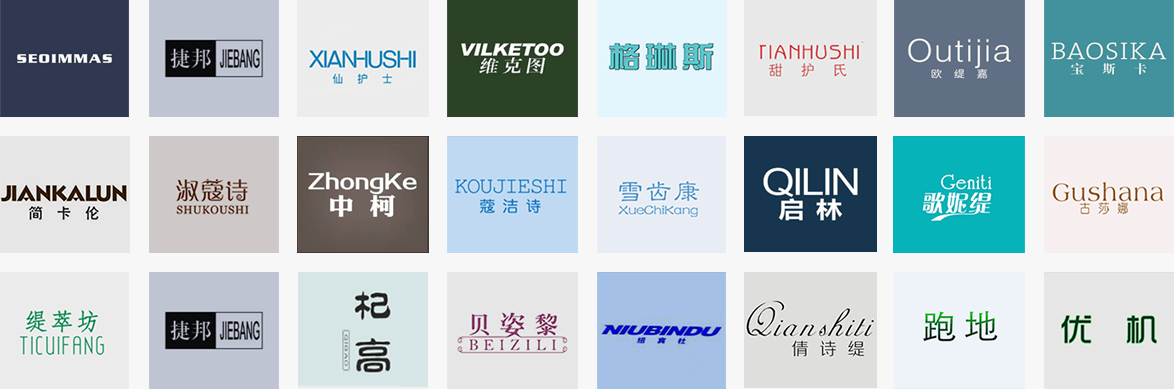 SEOIMMAS
捷邦 JIEBANG
XIANHUSHI
仙护士
VILKETOO
维克图
格琳斯
TIANHUSHI
甜护氏
Outijia
欧缇嘉
BAOSIKA
宝斯卡
JIANKALUN
简卡伦
淑蔻诗
SHUKOUSHI
ZhongKe
中柯
KOUJIESHI
蔻洁诗
雪齿康
XueChiKang
QILIN
启林
Geniti
歌妮缇
Gushana
古莎娜
缇萃坊
TICUIFANG
捷邦 JIEBANG
杞高
贝姿黎
BEIZILI
NIUBINDU
纽宾杜
Qianshiti
倩诗缇
跑地
优机